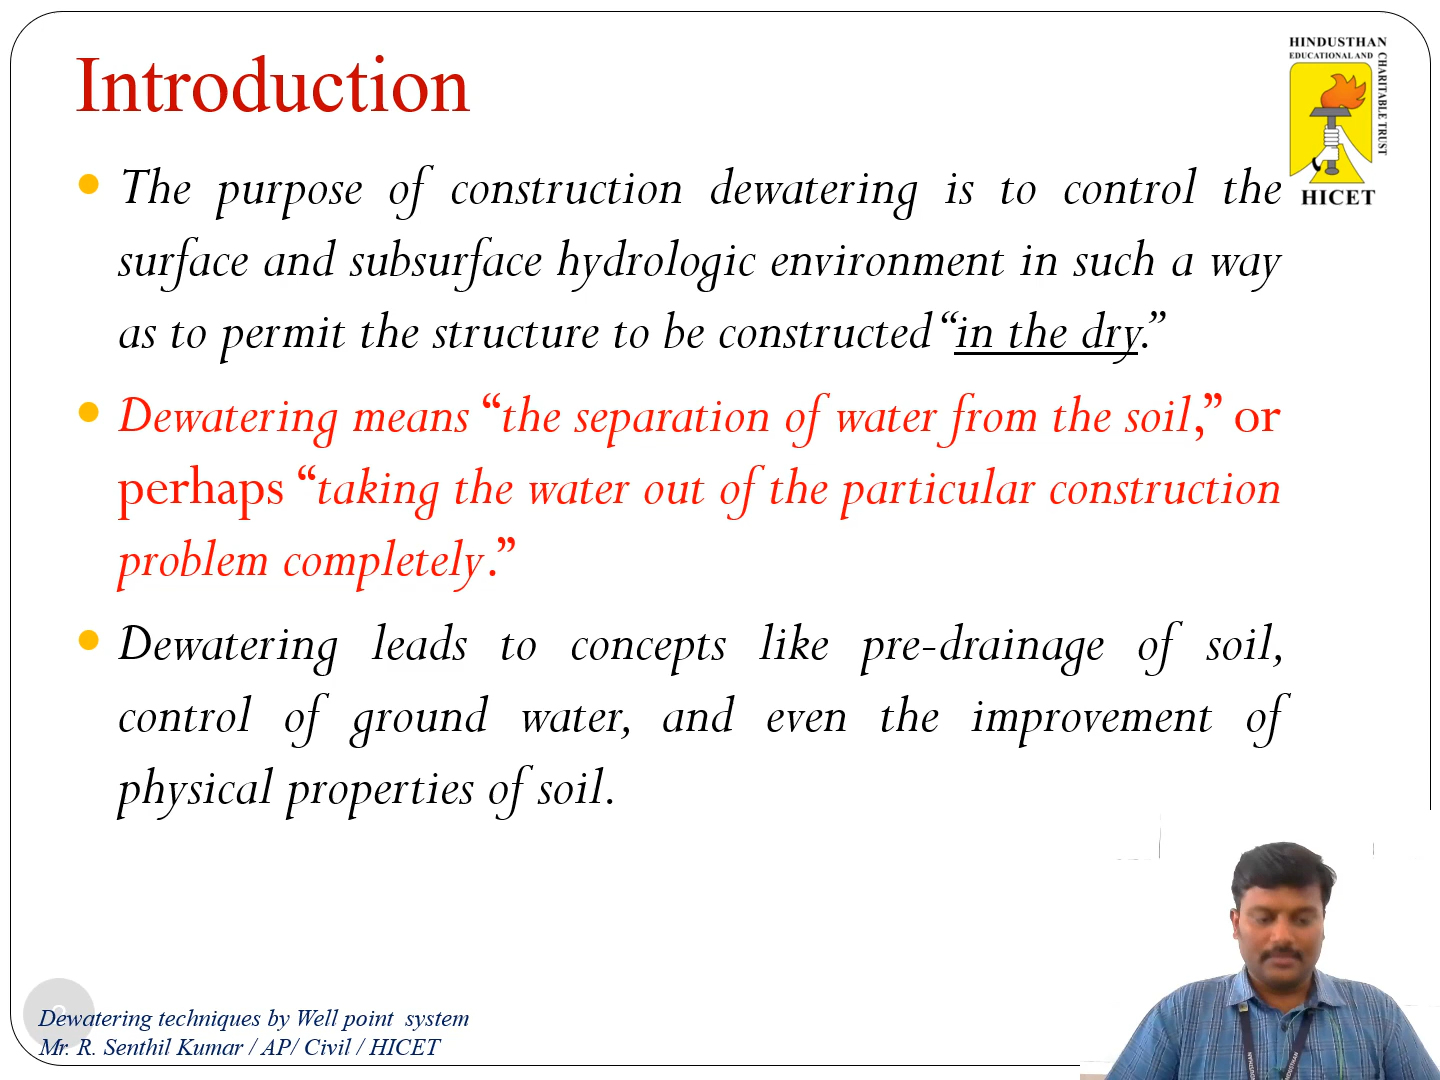 Introduction
HINDUSTHAN
EDUCATIONAL AND
CHARITABLE TRUST
HICET
• The purpose of construction dewatering is to control the
surface and subsurface hydrologic environment in such a way
as to permit the structure to be constructed “in the dry.”
• Dewatering means “the separation of water from the soil,” or
perhaps “taking the water out of the particular construction
problem completely.”
• Dewatering leads to concepts like pre-drainage of soil,
control of ground water, and even the improvement of
physical properties of soil.
Dewatering techniques by Well point system
Mr. R. Senthil Kumar / AP/ Civil / HICET